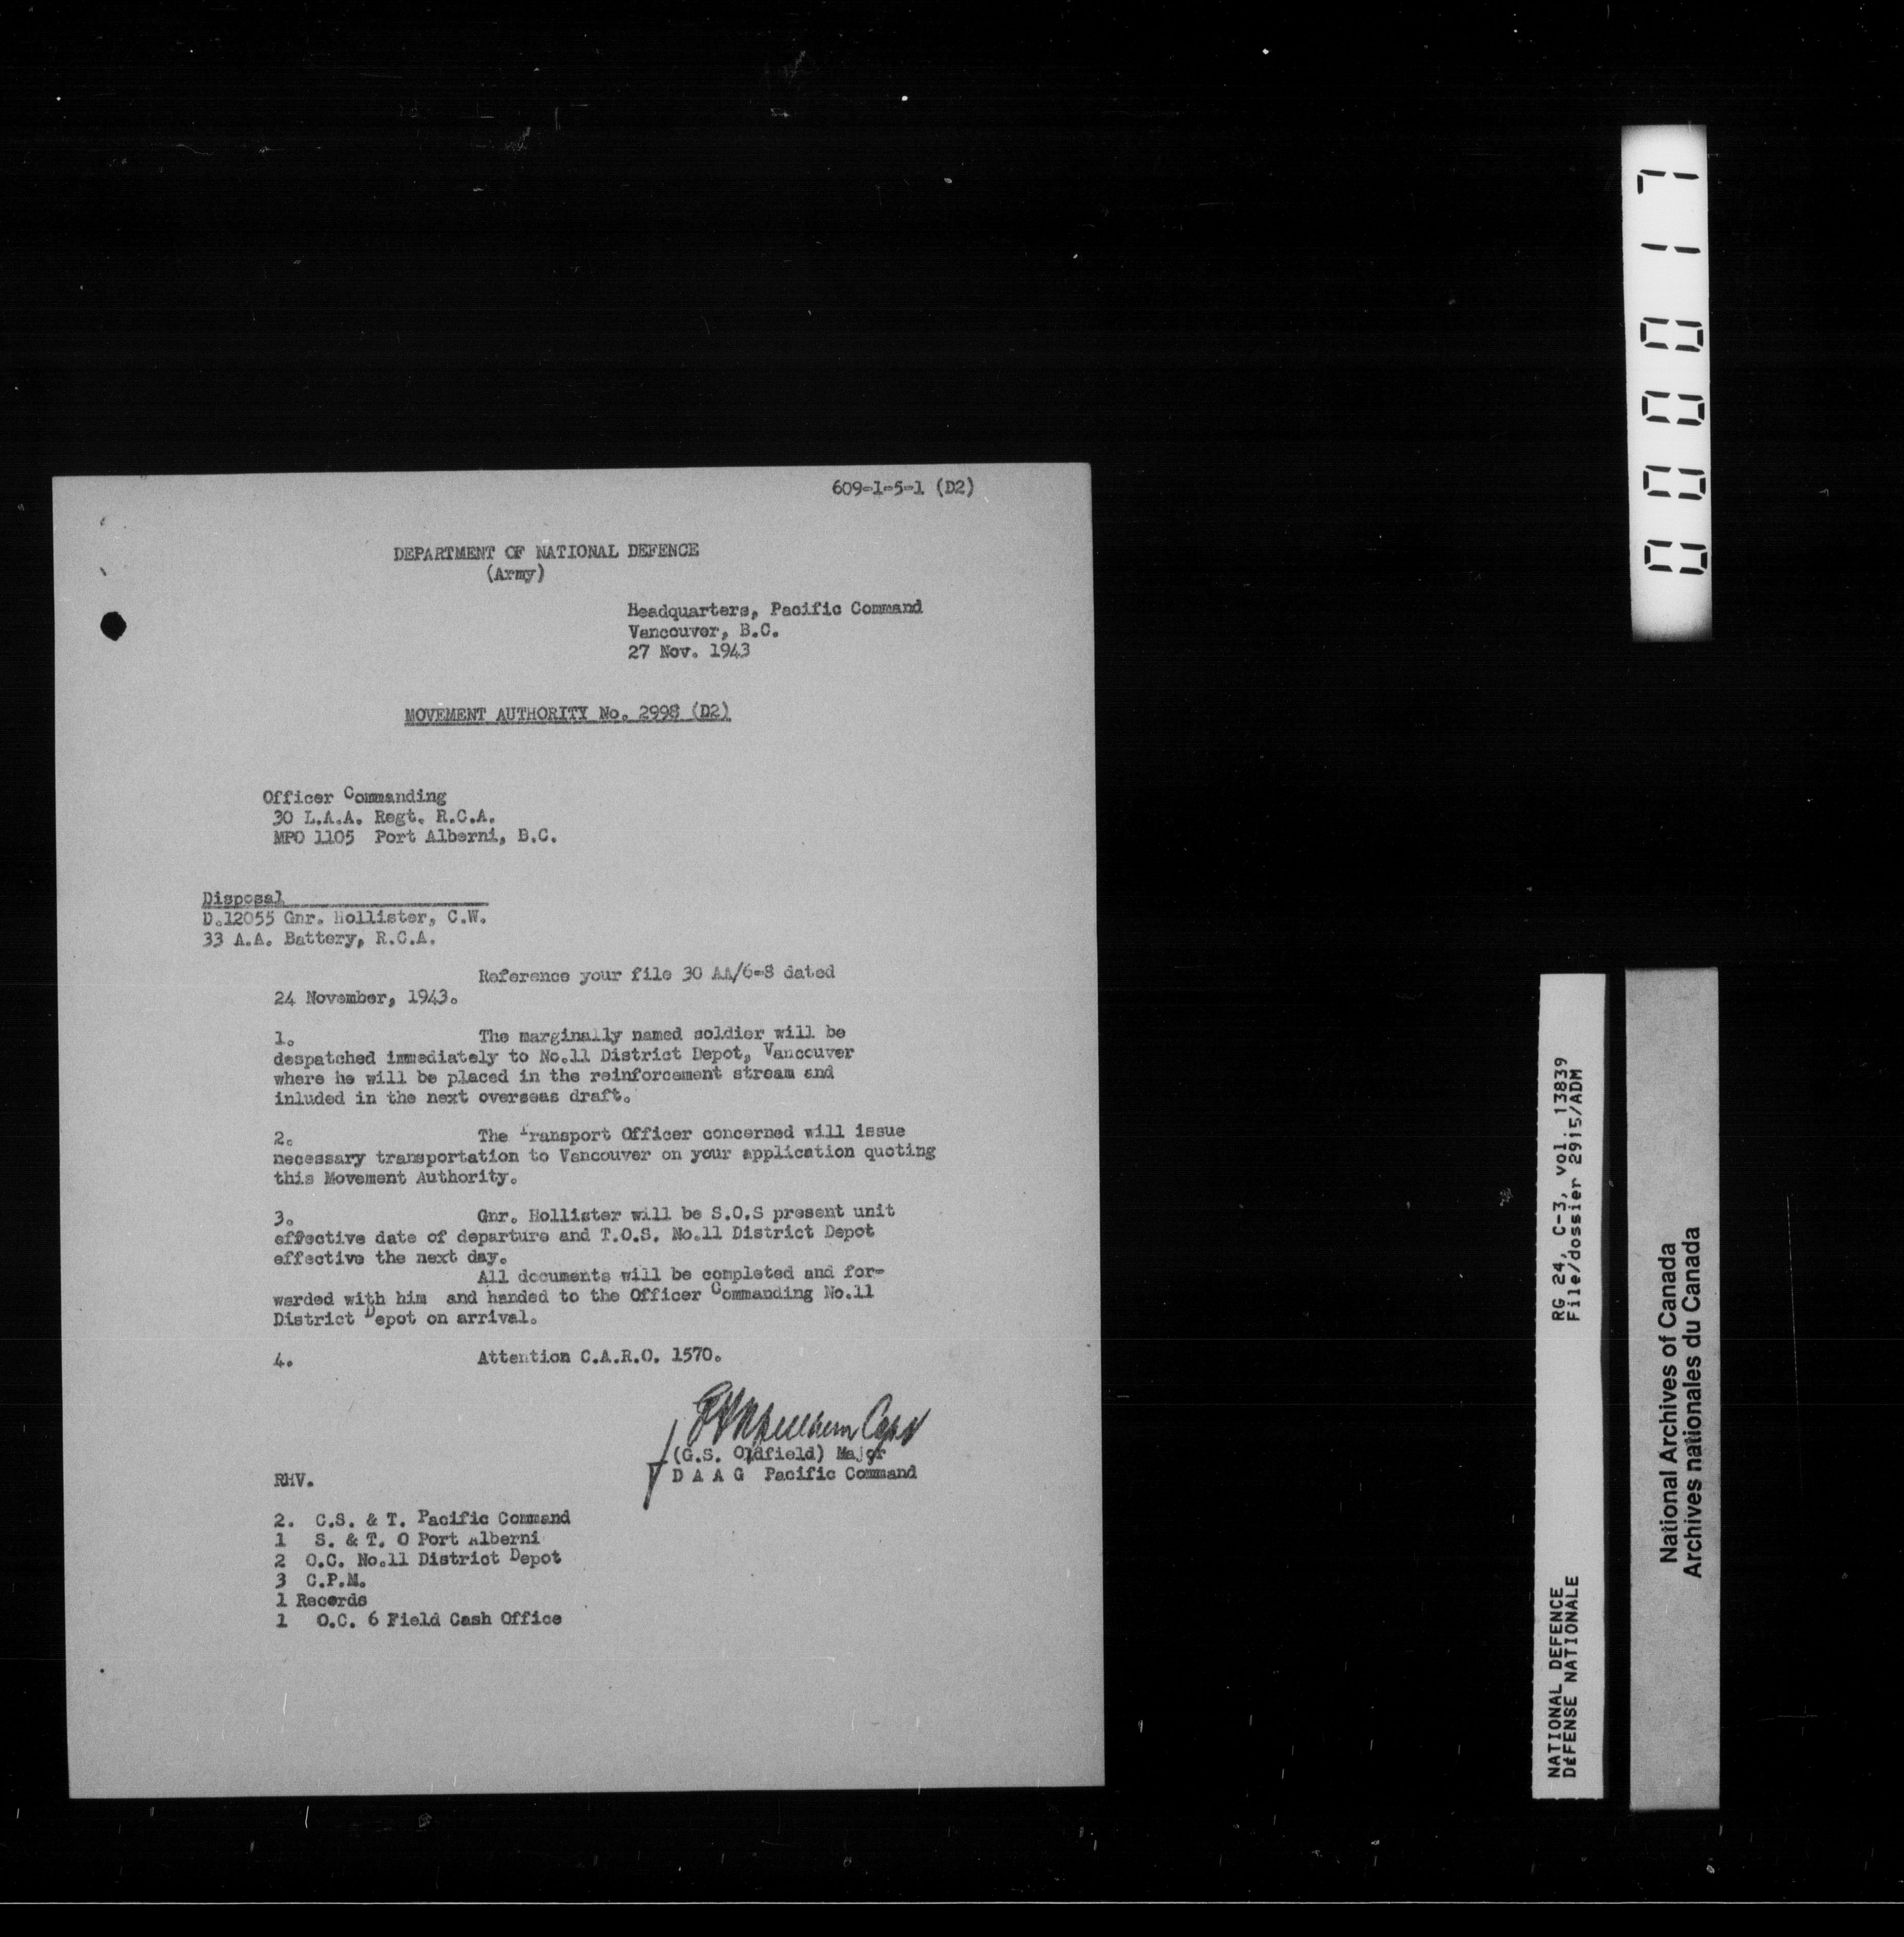 609-1-5-1 (D2)
DEPARTMENT OF NATIONAL DEFENCE
(Army)
Headquarters, Pacific Command
Vancouver, B.C.
27 Nov. 1943
MOVEMENT AUTHORITY No. 2998 (D2)
Officer Commanding
30 L.A.A. Regt. R.C.A.
MPO 1105 Port Alberni, B.C.
Disposal
D.12055 Gnr. Hollister, C.W.
33 A.A. Battery, R.C.A.
Reference your file 30 AA/6-S dated
24 November, 1943.
1. The marginally named soldier will be
despatched immediately to No.11 District Depot, Vancouver
where he will be placed in the reinforcement stream and
inluded in the next overseas draft.
2. The Transport Officer concerned will issue
necessary transportation to Vancouver on your application quoting
this Movement Authority.
3. Gnr. Hollister will be S.O.S present unit
effective date of departure and T.O.S. No.11 District Depot
effective the next day.
All documents will be completed and for-
warded with him and handed to the Officer Commanding No.11
District Depot on arrival.
4. Attention C.A.R.O. 1570.
Capt
(G.S. Oldfield) Major
D A A G Pacific Command
RHV.
2. C.S. & T. Pacific Command
1 S. & T. O Port Alberni
2 O.C. No.11 District Depot
3 C.P.M.
1 Records
1 O.C. 6 Field Cash Office
000017
RG 24, C-3, vol. 13839
File/dossier 2915/ADM
NATIONAL DEFENCE
DÉFENSE NATIONALE
National Archives of Canada
Archives nationales du Canada